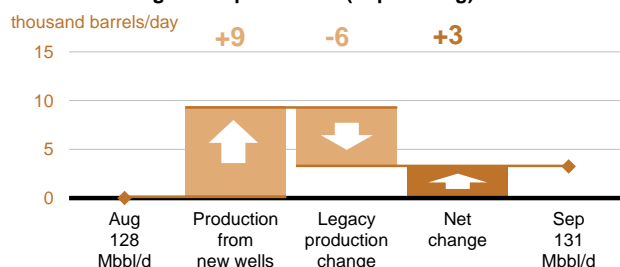 thousand barrels/day
+9 -6 +3
15
10
5
0
Aug Production Legacy Net Sep
128 from production change 131
Mbbl/d new wells change Mbbl/d